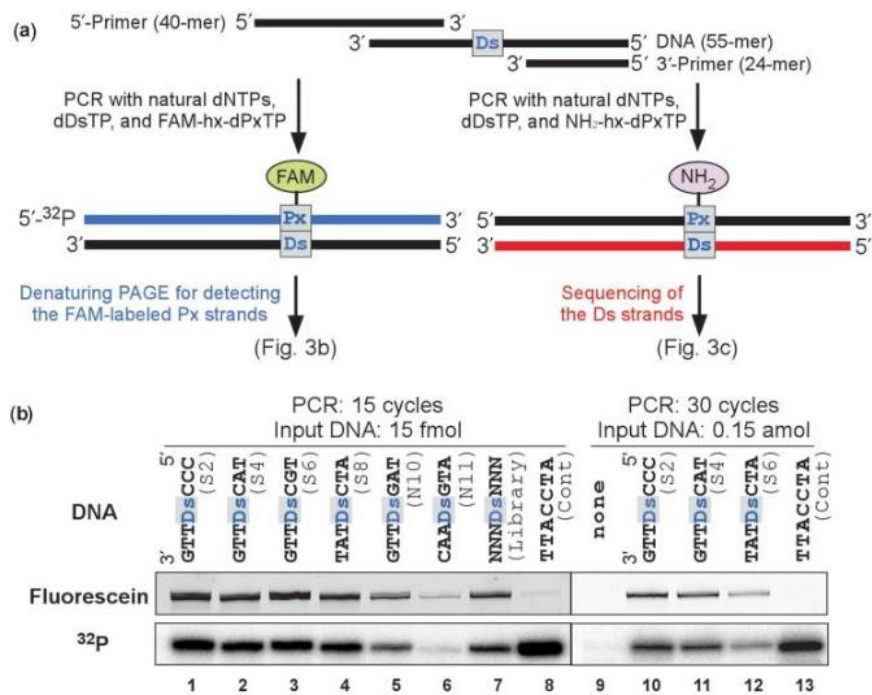 (a)
5′-Primer (40-mer) 5′ 3′
3′ Ds 5′ DNA (55-mer)
3′ 5′ 3′-Primer (24-mer)
PCR with natural dNTPs,
dDsTP, and FAM-hx-dPxTP
PCR with natural dNTPs,
dDsTP, and NH₂-hx-dPxTP
FAM
5′-³²P Px 3′
3′ Ds 5′
NH₂
5′ Px 3′
3′ Ds 5′
Denaturing PAGE for detecting
the FAM-labeled Px strands
(Fig. 3b)
Sequencing of
the Ds strands
(Fig. 3c)
(b)
PCR: 15 cycles
Input DNA: 15 fmol
PCR: 30 cycles
Input DNA: 0.15 amol
DNA
3′ 5′
GTTDsCCC (S2)
GTTDsCAT (S4)
GTTDsCGT (S6)
TATDsCTA (S8)
GTTDsGAT (N10)
CAADsGTA (N11)
NNNDsNNN (Library)
TTACCTA (Cont)
none
3′ 5′
GTTDsCCC (S2)
GTTDsCAT (S4)
TATDsCTA (S6)
TTACCTA (Cont)
Fluorescein
³²P
1 2 3 4 5 6 7 8 9 10 11 12 13